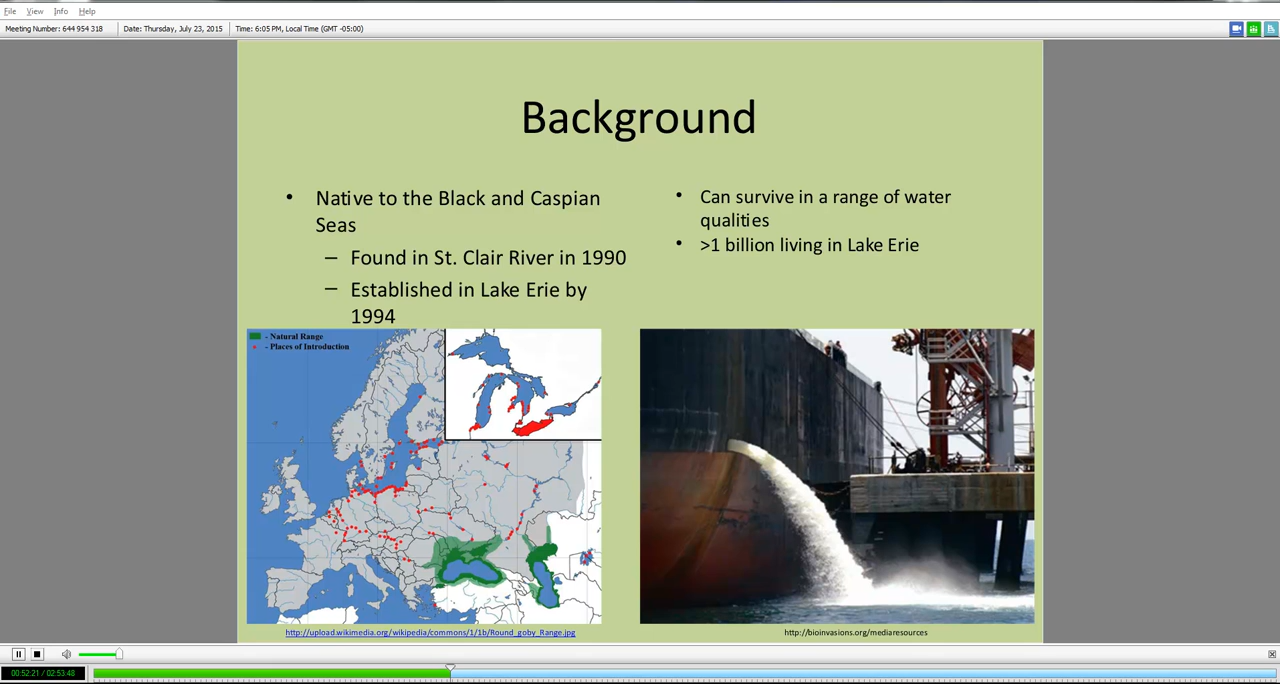 File View Info Help
Meeting Number: 644 954 318 Date: Thursday, July 23, 2015 Time: 6:05 PM, Local Time (GMT -05:00)
Background
• Native to the Black and Caspian
Seas
– Found in St. Clair River in 1990
– Established in Lake Erie by
1994
• Can survive in a range of water
qualities
• >1 billion living in Lake Erie
- Natural Range
- Places of Introduction
http://upload.wikimedia.org/wikipedia/commons/1/1b/Round_goby_Range.jpg
http://bioinvasions.org/mediaresources
00:52:21 / 02:53:48